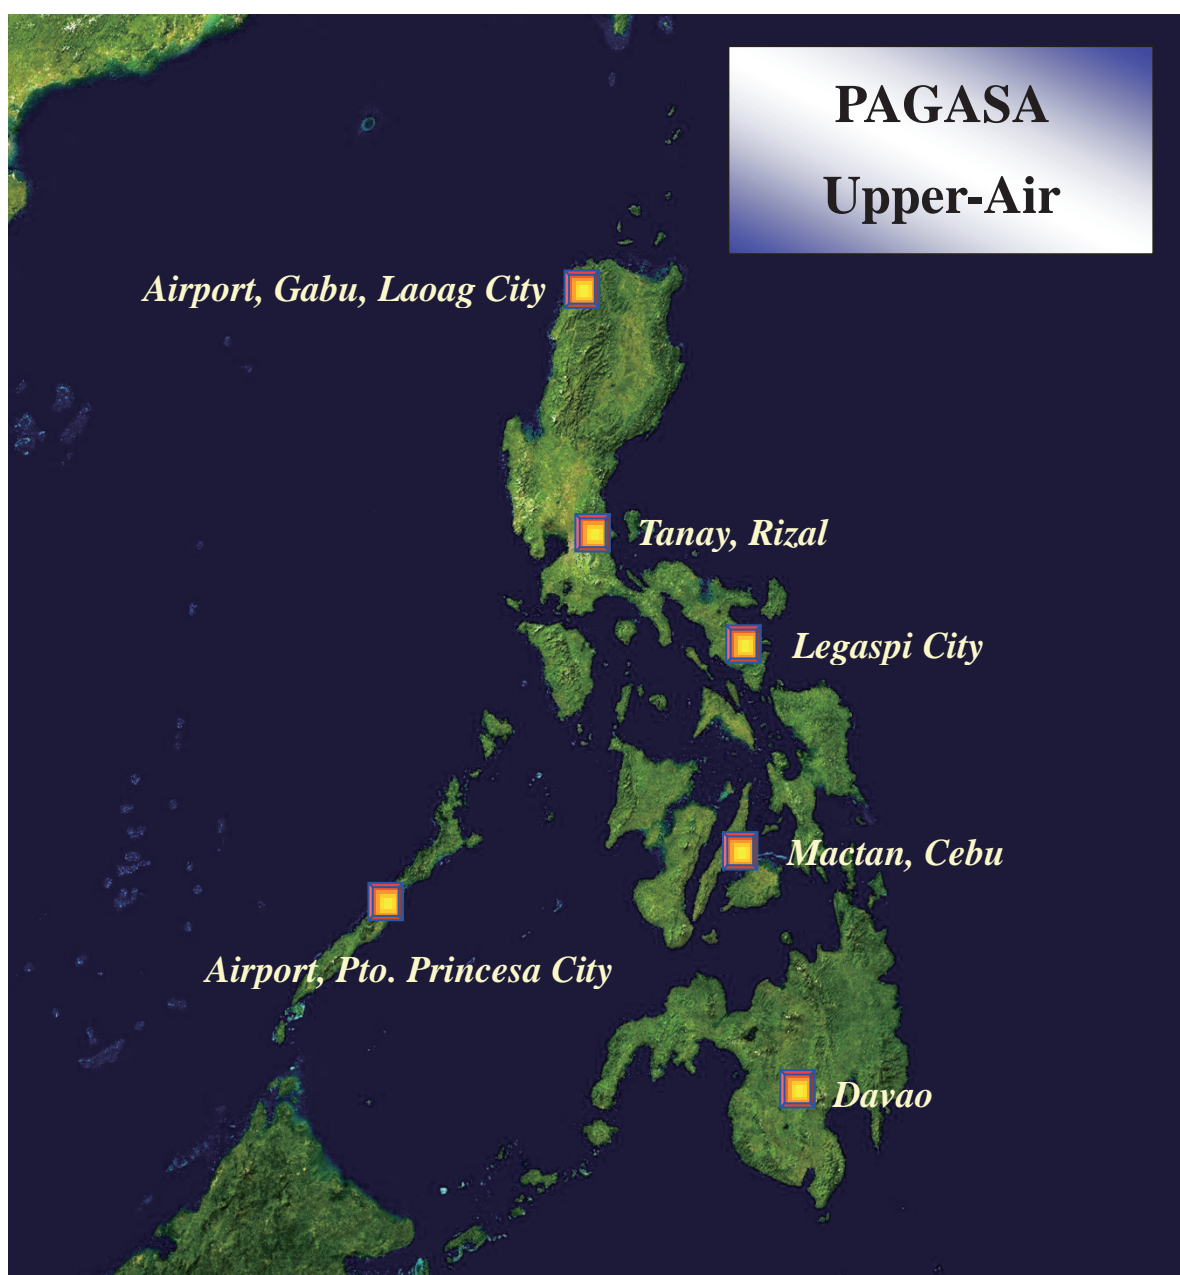 PAGASA
Upper-Air
Airport, Gabu, Laoag City
Tanay, Rizal
Legaspi City
Mactan, Cebu
Airport, Pto. Princesa City
Davao